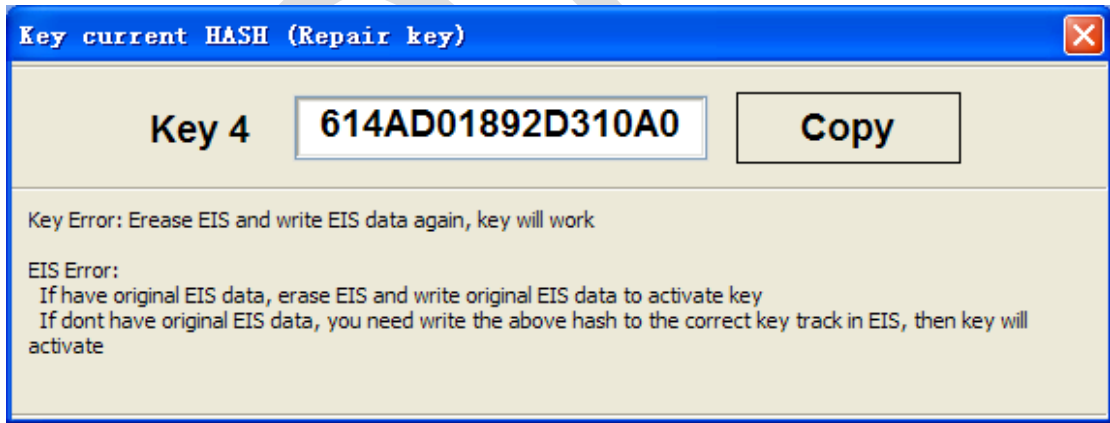 Key current HASH (Repair key)
Key 4 614AD01892D310A0 Copy
Key Error: Erease EIS and write EIS data again, key will work
EIS Error:
If have original EIS data, erase EIS and write original EIS data to activate key
If dont have original EIS data, you need write the above hash to the correct key track in EIS, then key will
activate